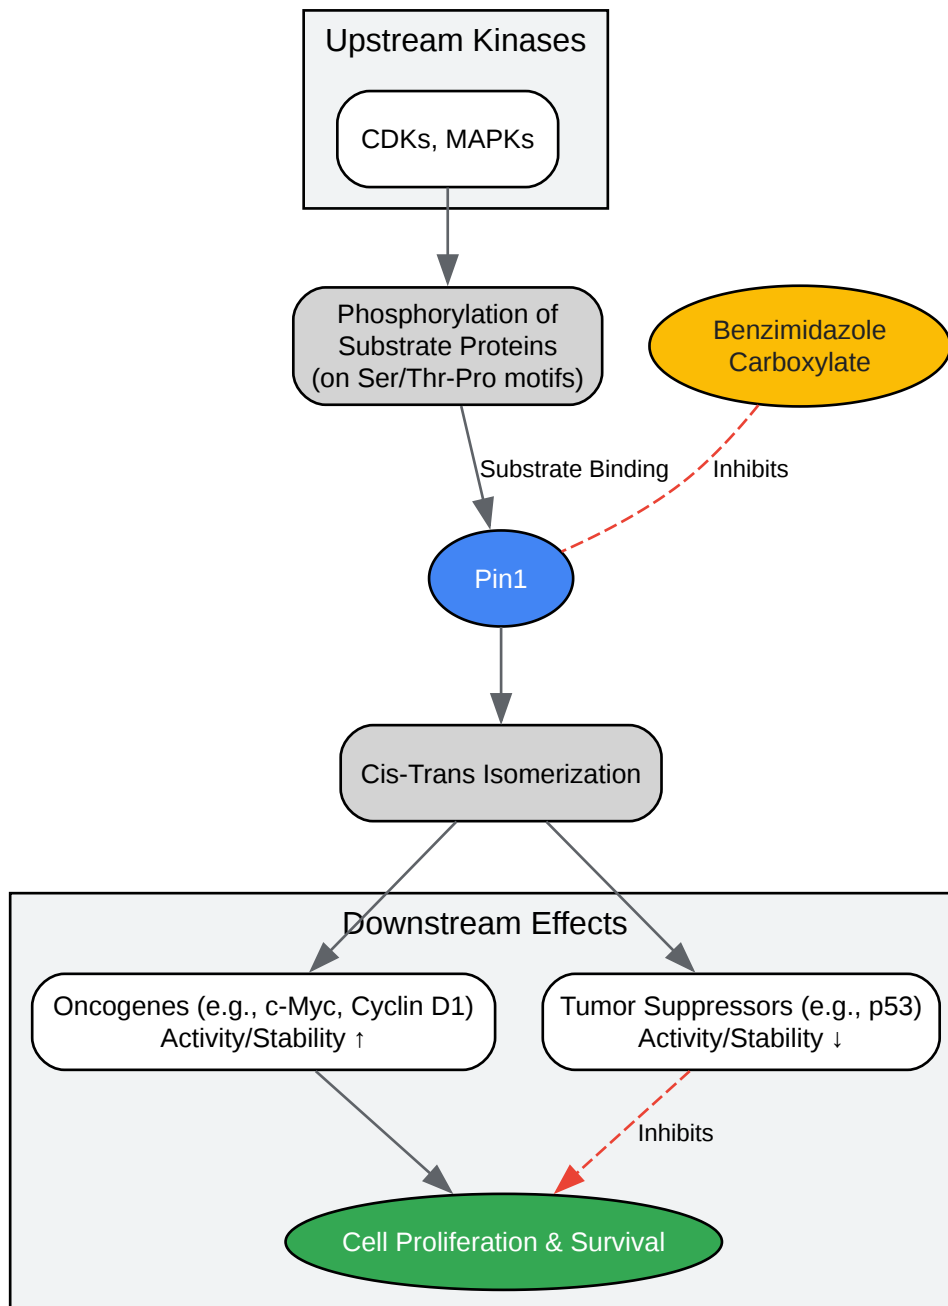 Upstream Kinases
CDKs, MAPKs
Phosphorylation of
Substrate Proteins
(on Ser/Thr-Pro motifs)
Benzimidazole
Carboxylate
Substrate Binding
Inhibits
Pin1
Cis-Trans Isomerization
Downstream Effects
Oncogenes (e.g., c-Myc, Cyclin D1)
Activity/Stability ↑
Tumor Suppressors (e.g., p53)
Activity/Stability ↓
Inhibits
Cell Proliferation & Survival